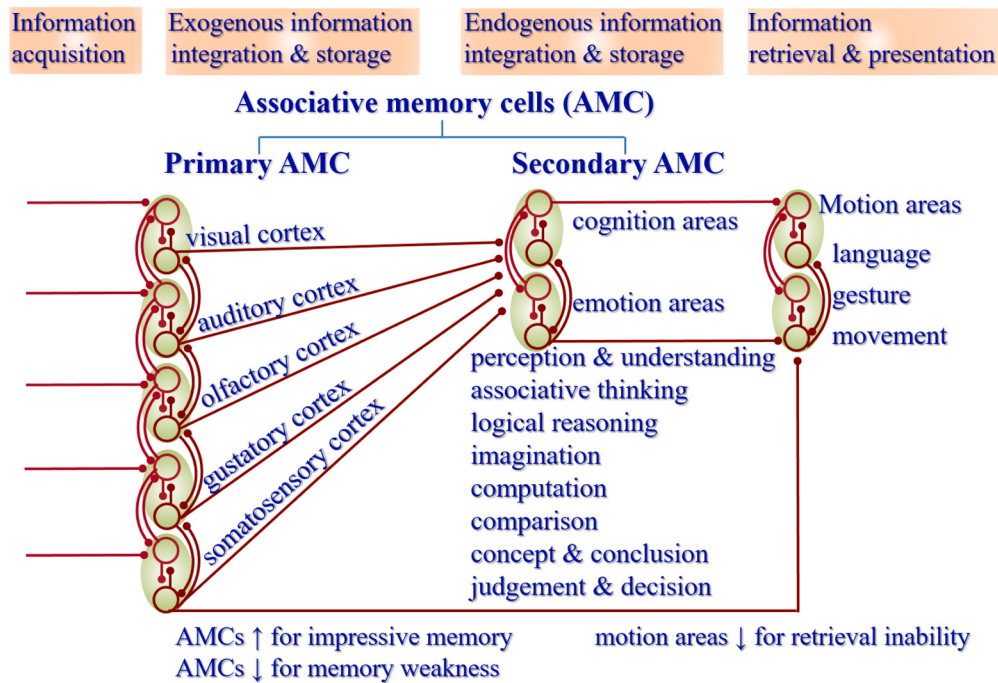 Information
acquisition
Exogenous information
integration & storage
Endogenous information
integration & storage
Information
retrieval & presentation
Associative memory cells (AMC)
Primary AMC
Secondary AMC
visual cortex
auditory cortex
olfactory cortex
gustatory cortex
somatosensory cortex
cognition areas
emotion areas
perception & understanding
associative thinking
logical reasoning
imagination
computation
comparison
concept & conclusion
judgement & decision
Motion areas
language
gesture
movement
AMCs ↑ for impressive memory
AMCs ↓ for memory weakness
motion areas ↓ for retrieval inability